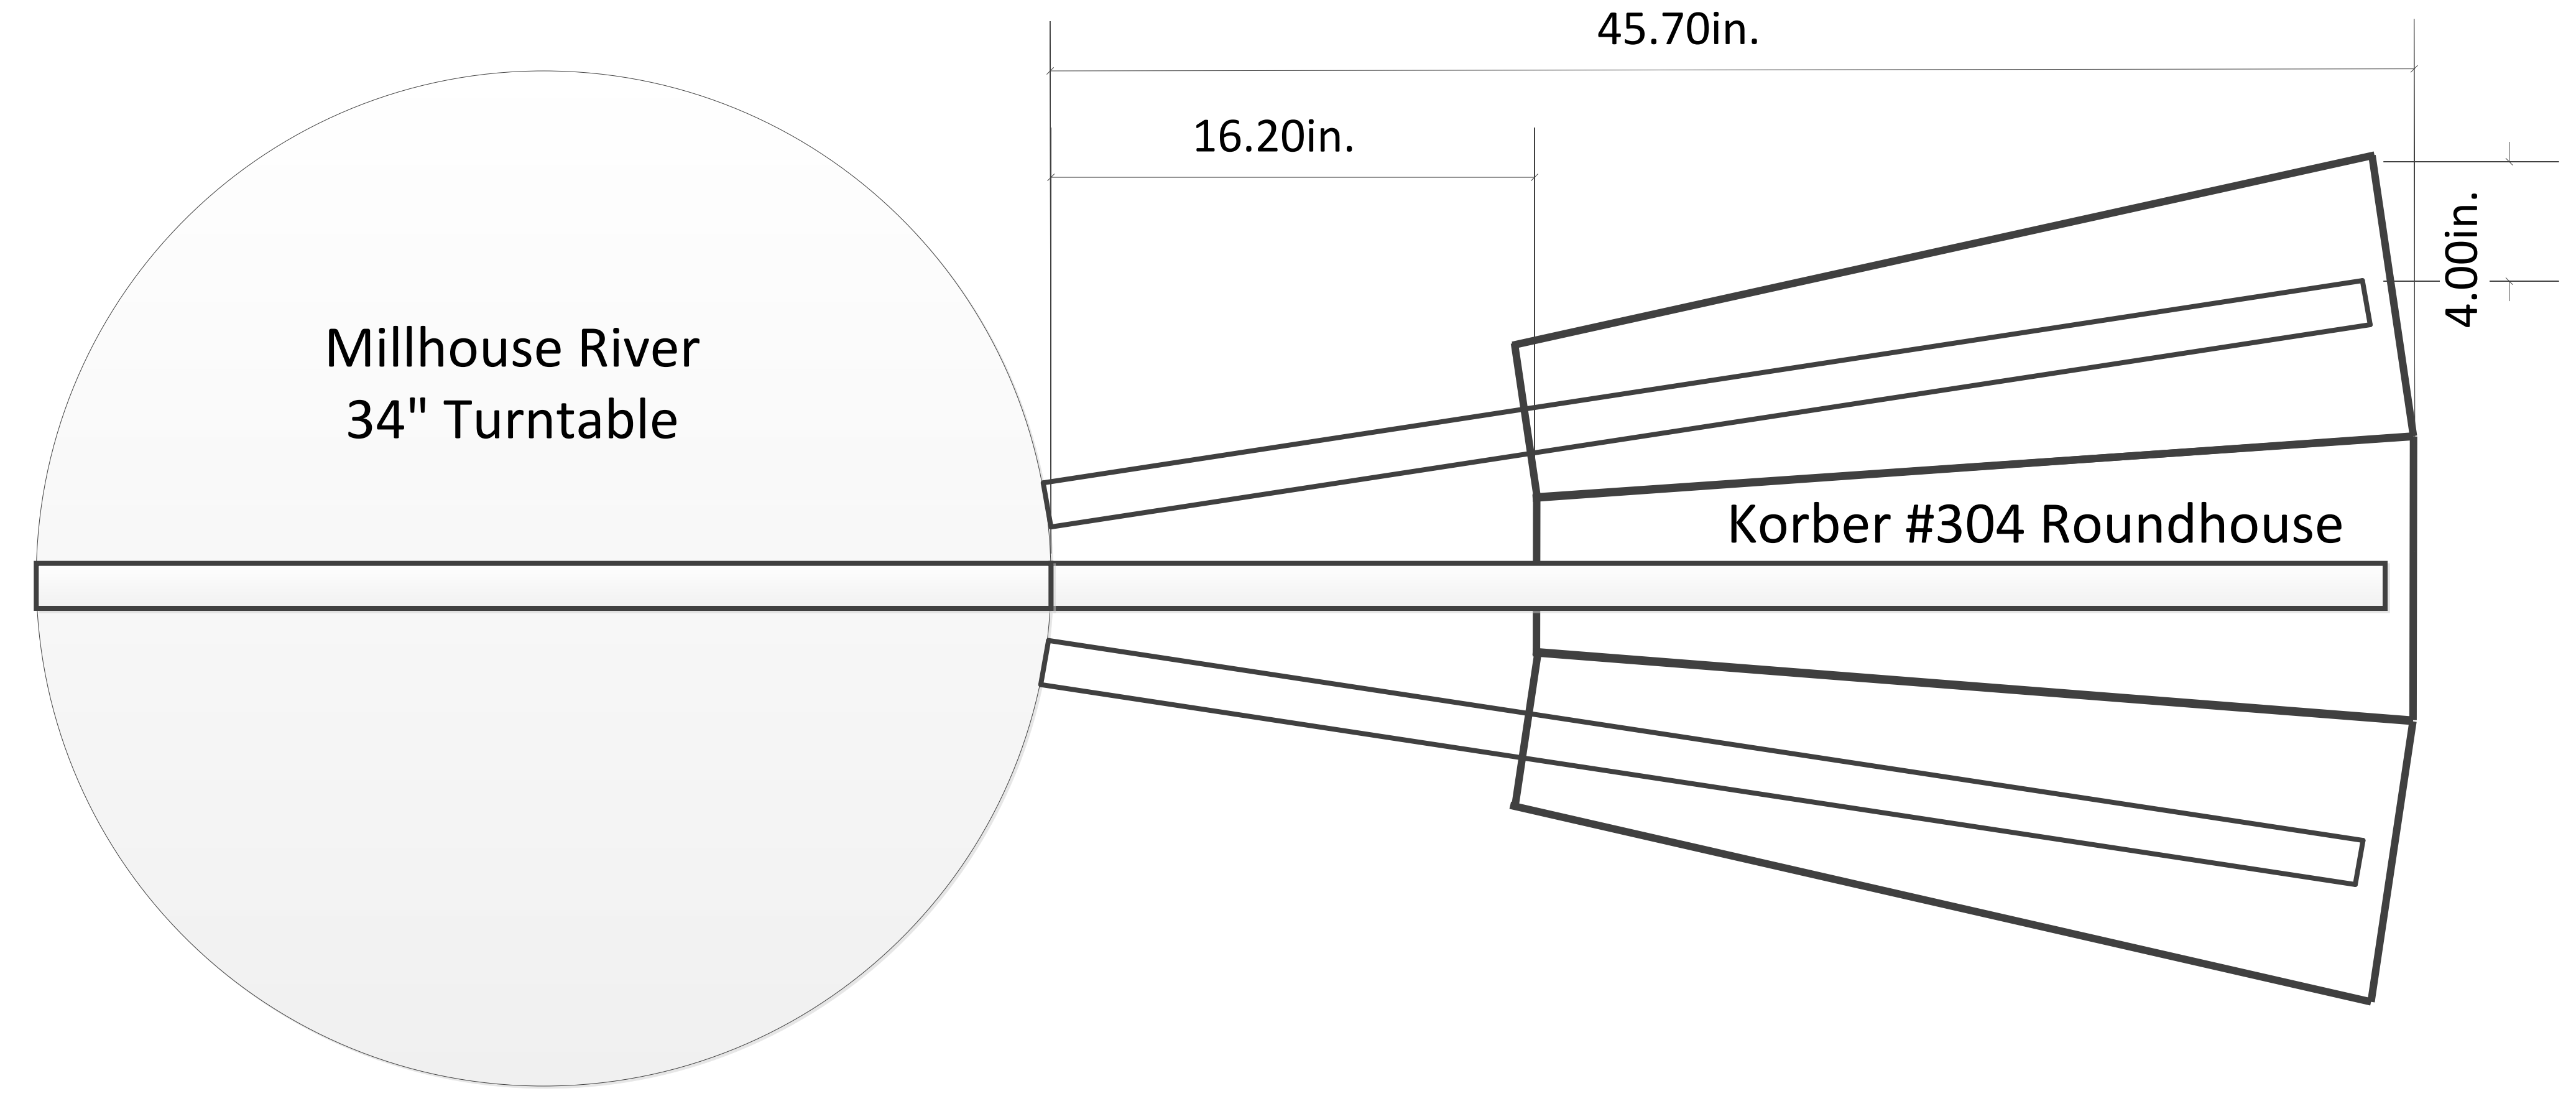 45.70in.
16.20in.
4.00in.
Millhouse River
34" Turntable
Korber #304 Roundhouse